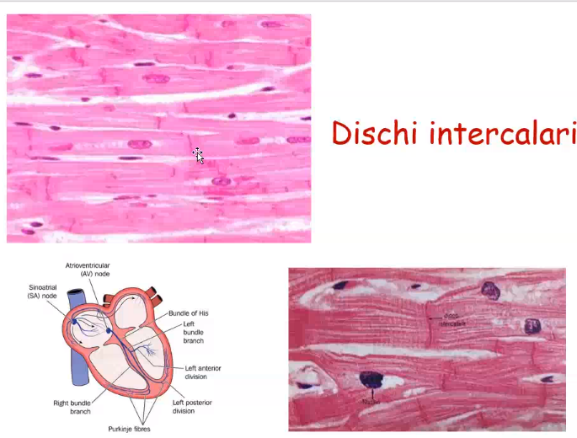 Dischi intercalari
Atrioventricular
(AV) node
Sinoatrial
(SA) node
Bundle of His
Left
bundle
branch
Left anterior
division
Left posterior
division
Right bundle
branch
Purkinje fibres